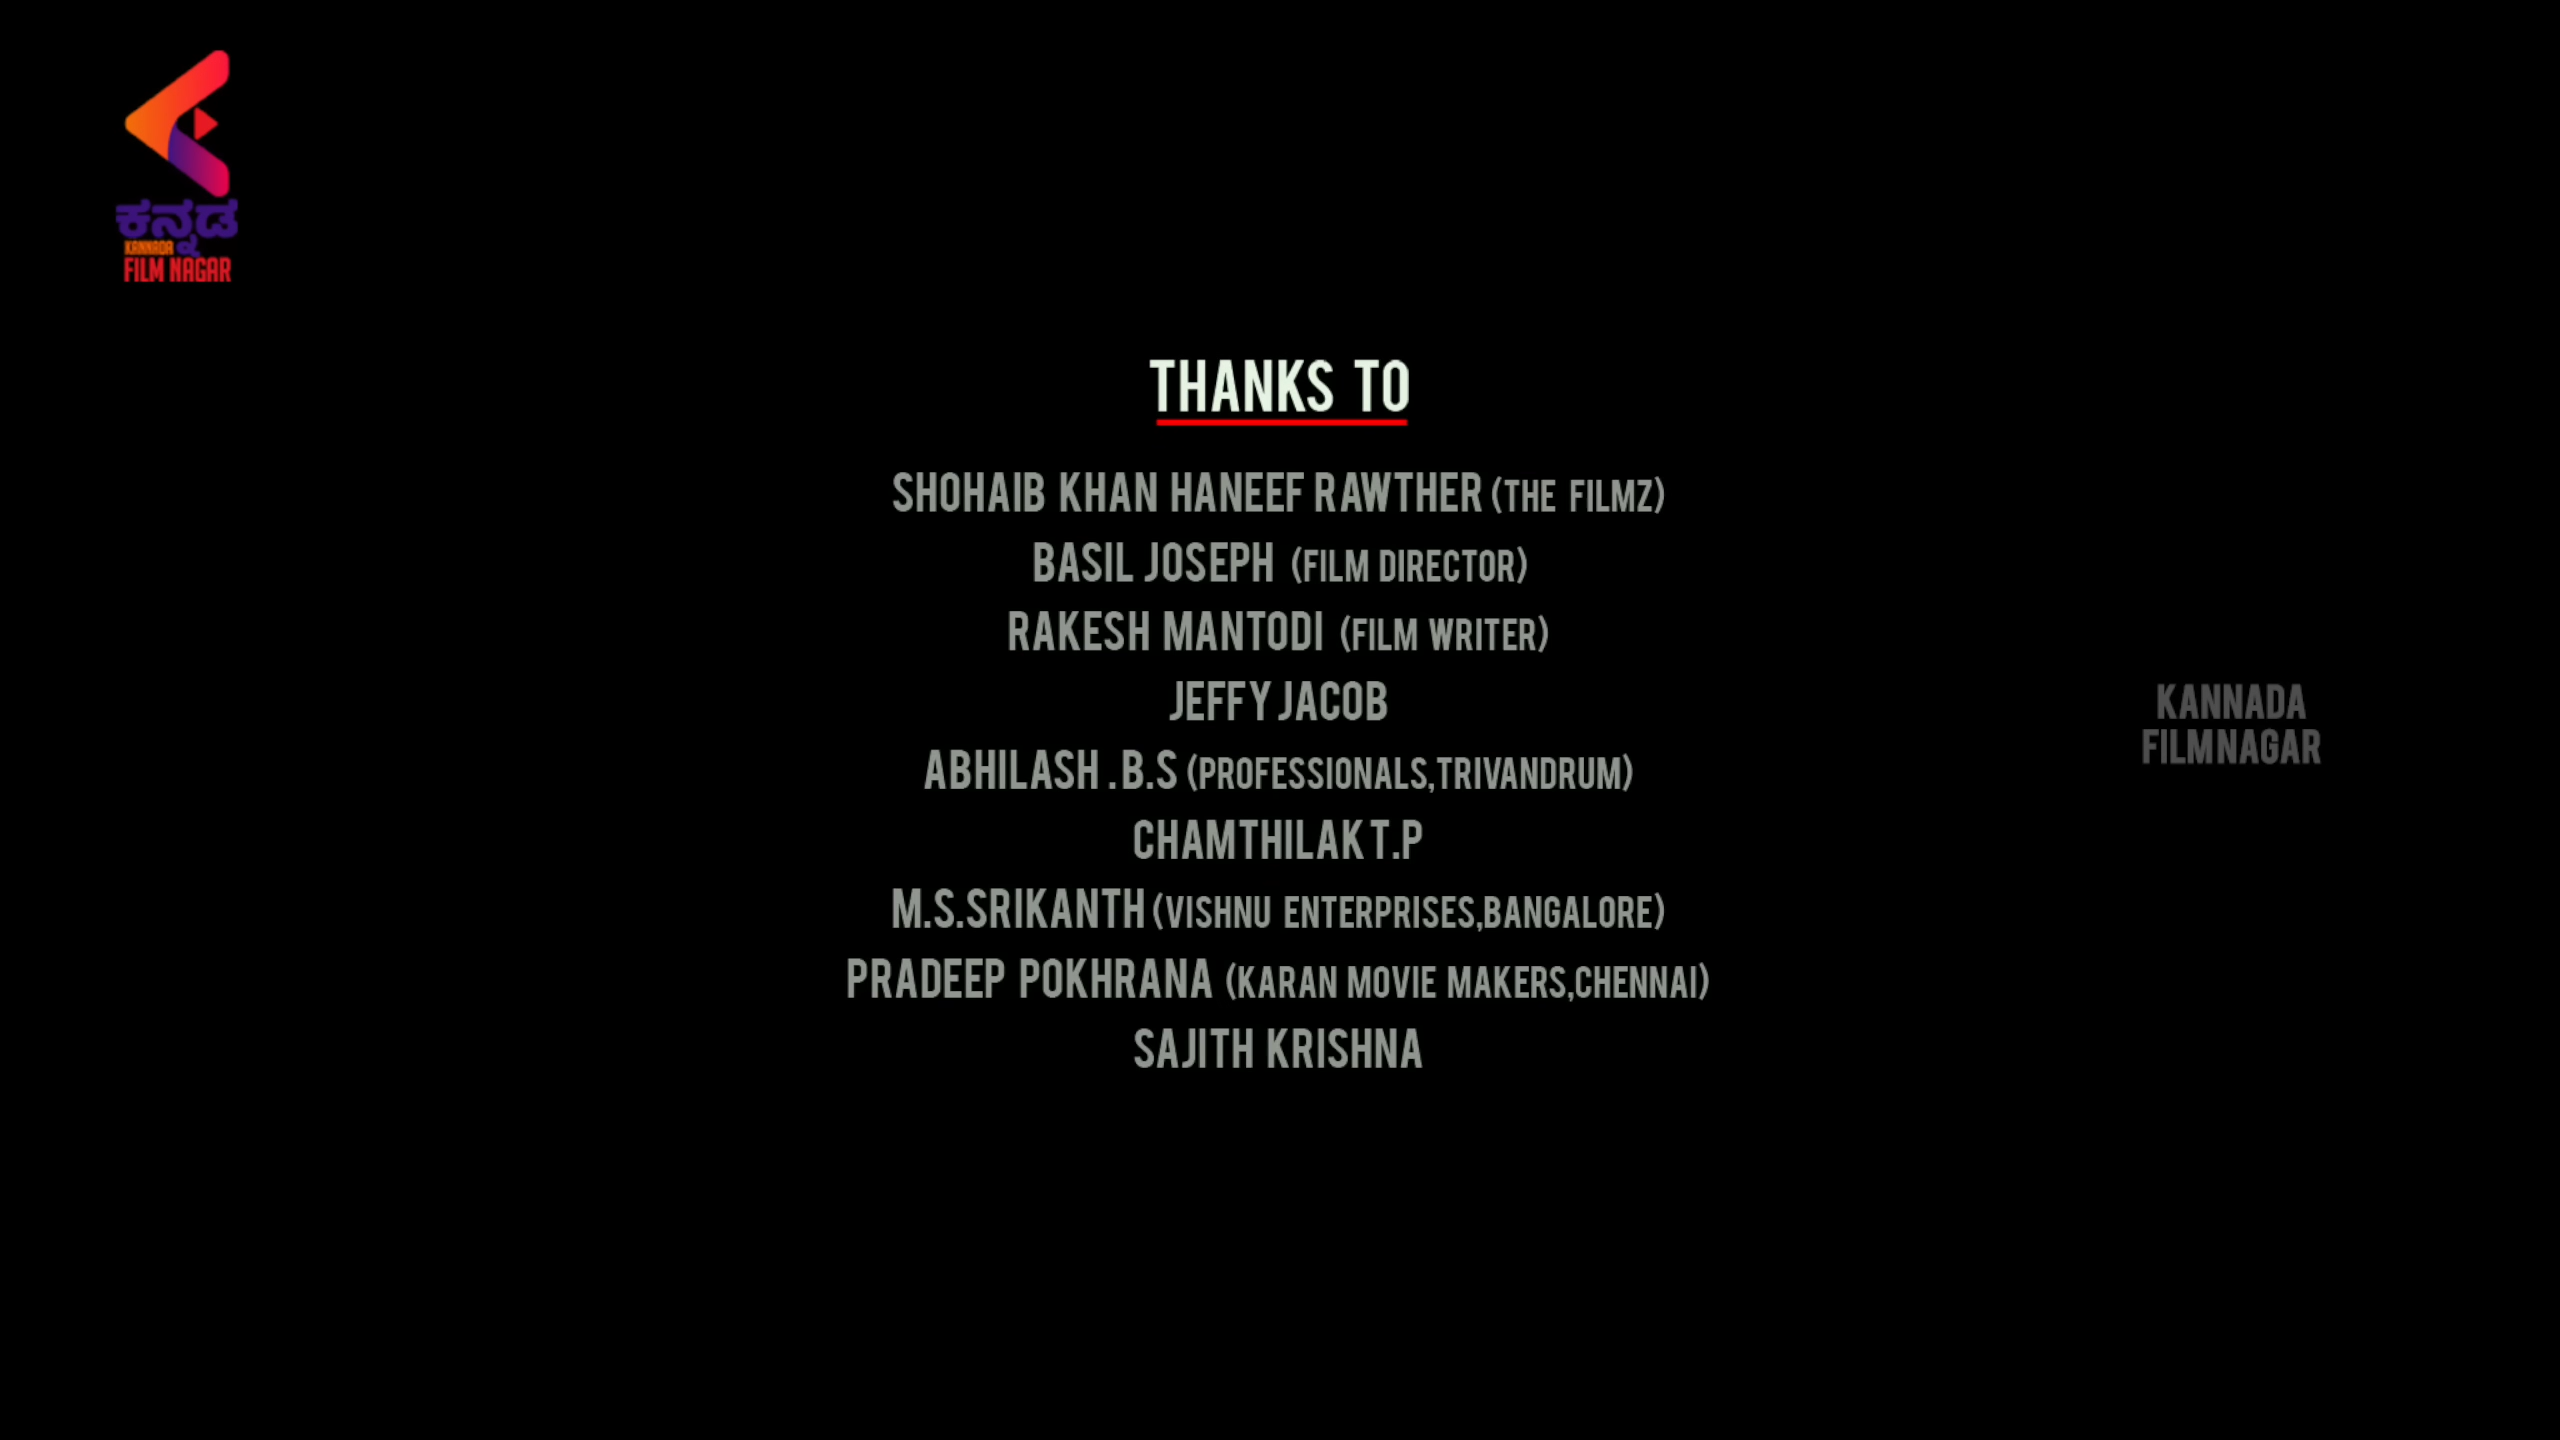 ಕನ್ನಡ
KANNADA
FILM NAGAR
THANKS TO
SHOHAIB KHAN HANEEF RAWTHER (THE FILMZ)
BASIL JOSEPH (FILM DIRECTOR)
RAKESH MANTODI (FILM WRITER)
JEFFY JACOB
ABHILASH .B.S (PROFESSIONALS,TRIVANDRUM)
CHAMTHILAK T.P
M.S.SRIKANTH (VISHNU ENTERPRISES,BANGALORE)
PRADEEP POKHRANA (KARAN MOVIE MAKERS,CHENNAI)
SAJITH KRISHNA
KANNADA
FILMNAGAR